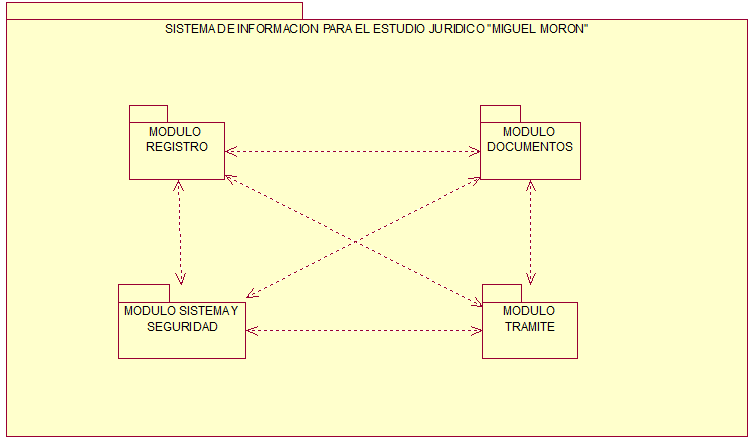 SISTEMA DE INFORMACION PARA EL ESTUDIO JURIDICO "MIGUEL MORON"
MODULO
REGISTRO
MODULO
DOCUMENTOS
MODULO SISTEMA Y
SEGURIDAD
MODULO
TRAMITE